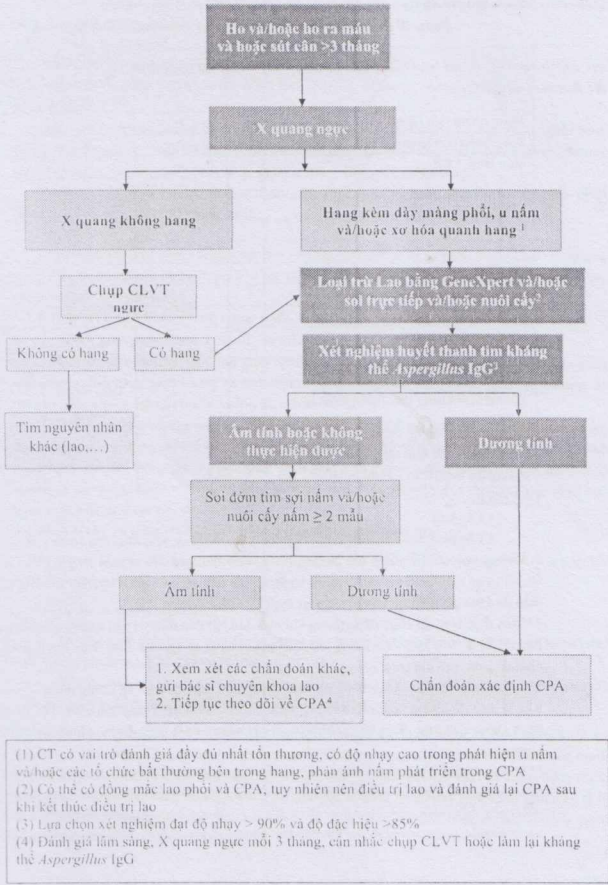 Ho và/hoặc ho ra máu
và hoặc sút cân >3 tháng
X quang ngực
X quang không hang
Hang kèm dày màng phổi, u nấm
và/hoặc xơ hóa quanh hang ¹
Chụp CLVT
ngực
Loại trừ Lao bằng GeneXpert và/hoặc
soi trực tiếp và/hoặc nuôi cấy²
Không có hang
Có hang
Xét nghiệm huyết thanh tìm kháng
thể Aspergillus IgG³
Tìm nguyên nhân
khác (lao,...)
Âm tính hoặc không
thực hiện được
Dương tính
Soi đờm tìm sợi nấm và/hoặc
nuôi cấy nấm ≥ 2 mẫu
Âm tính
Dương tính
1. Xem xét các chẩn đoán khác,
gửi bác sĩ chuyên khoa lao
2. Tiếp tục theo dõi về CPA⁴
Chẩn đoán xác định CPA
(1) CT có vai trò đánh giá đầy đủ nhất tổn thương, có độ nhạy cao trong phát hiện u nấm
và/hoặc các tổ chức bất thường bên trong hang, phản ánh nấm phát triển trong CPA
(2) Có thể có đồng mắc lao phổi và CPA, tuy nhiên nên điều trị lao và đánh giá lại CPA sau
khi kết thúc điều trị lao
(3) Lựa chọn xét nghiệm đạt độ nhạy > 90% và độ đặc hiệu >85%
(4) Đánh giá lâm sàng, X quang ngực mỗi 3 tháng, cân nhắc chụp CLVT hoặc làm lại kháng
thể Aspergillus IgG